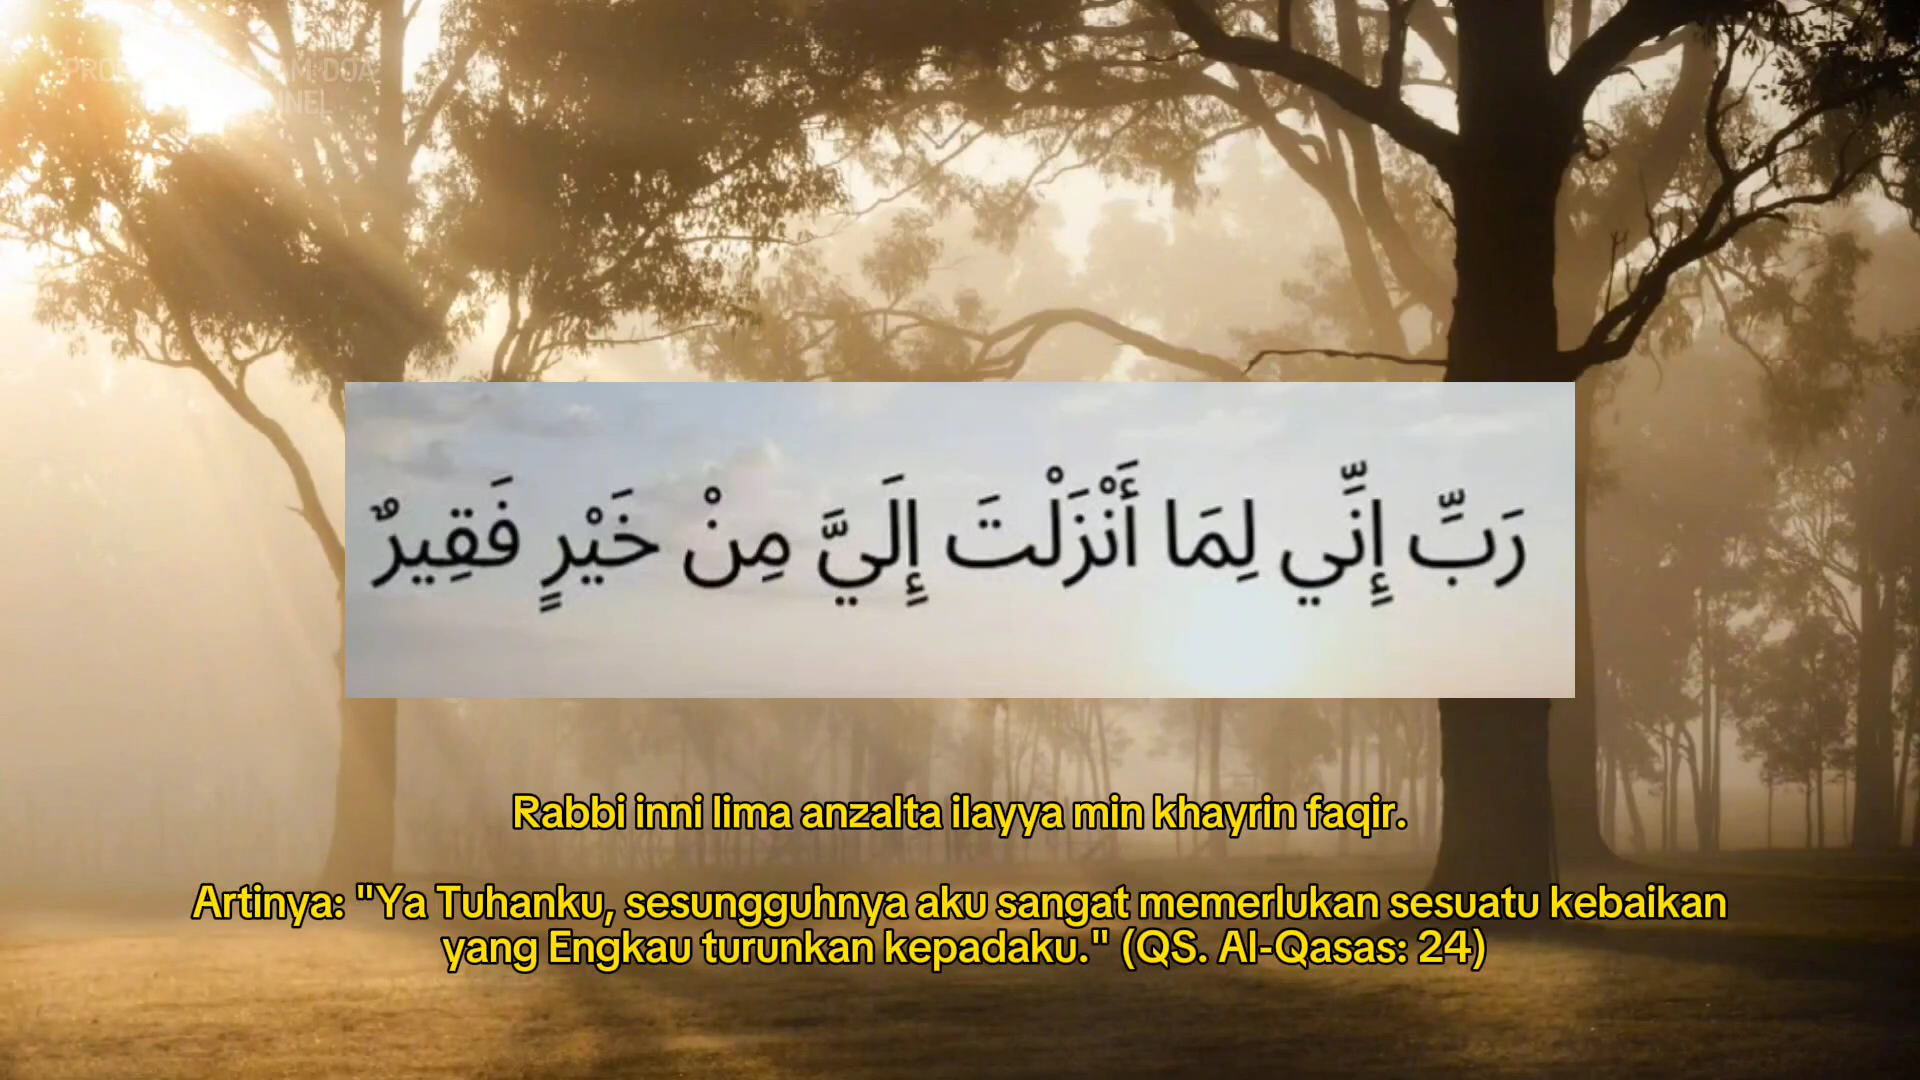 رَبِّ إِنِّي لِمَا أَنْزَلْتَ إِلَيَّ مِنْ خَيْرٍ فَقِيرٌ
Rabbi inni lima anzalta ilayya min khayrin faqir.
Artinya: "Ya Tuhanku, sesungguhnya aku sangat memerlukan sesuatu kebaikan
yang Engkau turunkan kepadaku." (QS. Al-Qasas: 24)